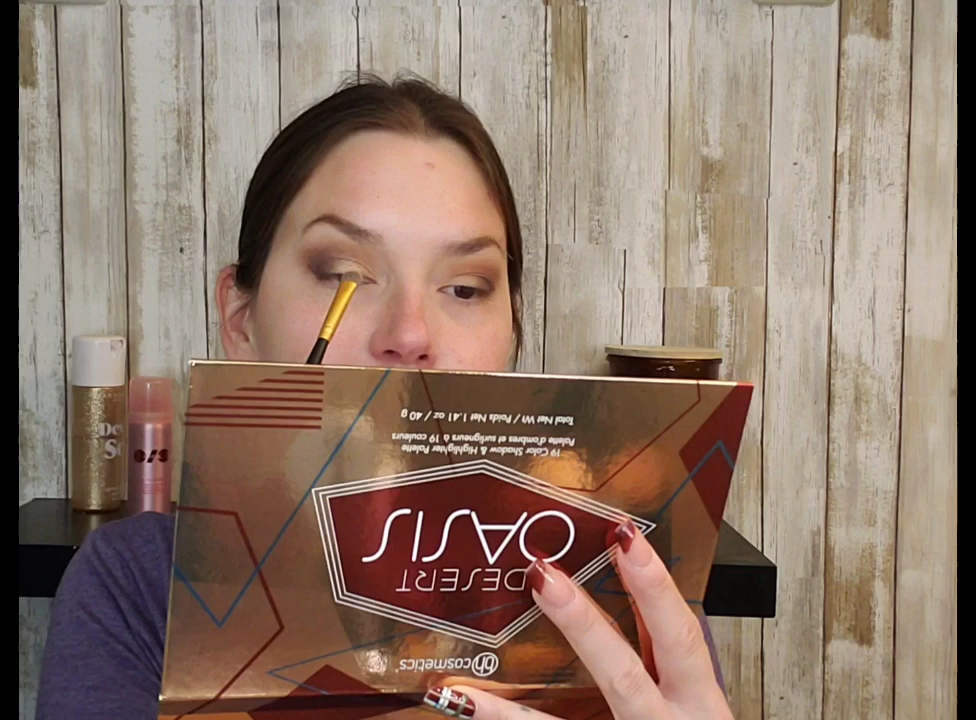 DESERT
OASIS
19 Color Shadow & Highlighter Palette
Palette d'ombres et surligneurs à 19 couleurs
Total Net Wt / Poids Net 1.41 oz / 40 g
bh cosmetics®
e/s